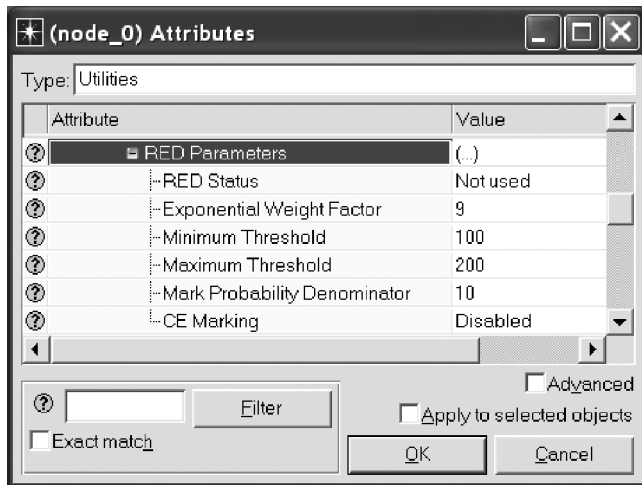 (node_0) Attributes
Type: Utilities
Attribute Value
RED Parameters (...)
RED Status Not used
Exponential Weight Factor 9
Minimum Threshold 100
Maximum Threshold 200
Mark Probability Denominator 10
CE Marking Disabled
Advanced
Filter
Apply to selected objects
Exact match
OK Cancel